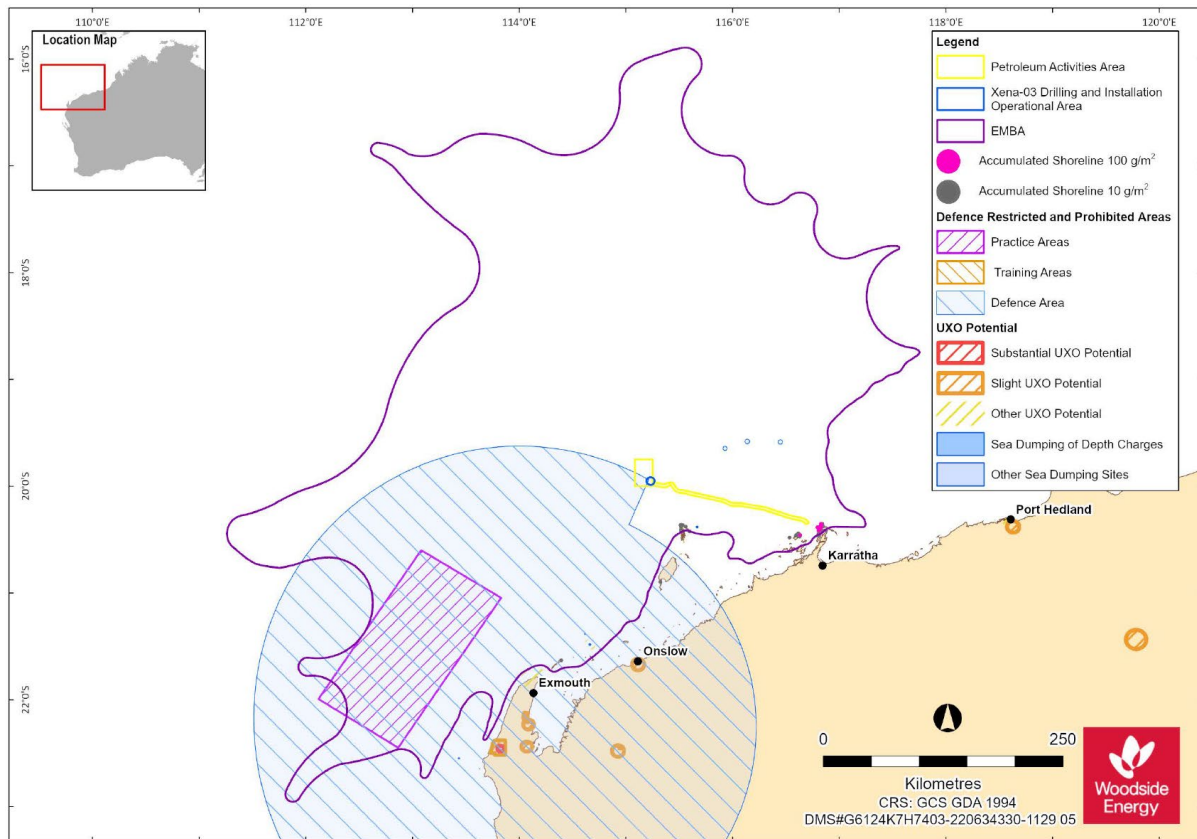 110°0'E
112°0'E
114°0'E
116°0'E
118°0'E
120°0'E
16°0'S
18°0'S
20°0'S
22°0'S
Location Map
Legend
Petroleum Activities Area
Xena-03 Drilling and Installation
Operational Area
EMBA
Accumulated Shoreline 100 g/m²
Accumulated Shoreline 10 g/m²
Defence Restricted and Prohibited Areas
Practice Areas
Training Areas
Defence Area
UXO Potential
Substantial UXO Potential
Slight UXO Potential
Other UXO Potential
Sea Dumping of Depth Charges
Other Sea Dumping Sites
Port Hedland
Karratha
Onslow
Exmouth
0
250
Kilometres
CRS: GCS GDA 1994
DMS#G6124K7H7403-220634330-1129 05
Woodside
Energy